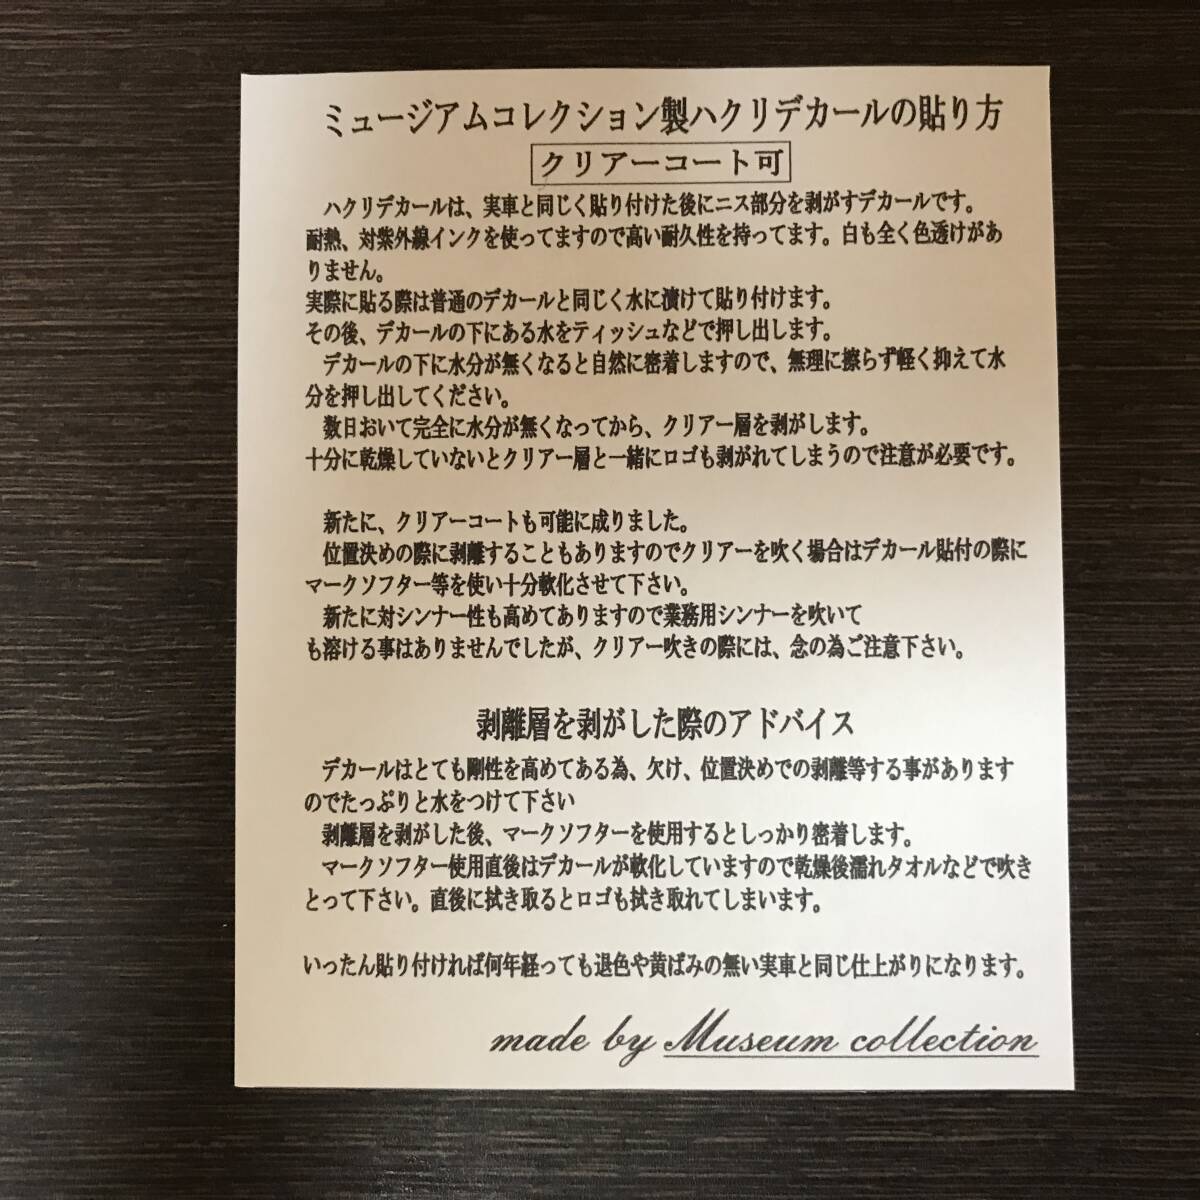 ミュージアムコレクション製ハクリデカールの貼り方
クリアーコート可
ハクリデカールは、実車と同じく貼り付けた後にニス部分を剥がすデカールです。
耐熱、対紫外線インクを使ってますので高い耐久性を持ってます。白も全く色透けがあ
りません。
実際に貼る際は普通のデカールと同じく水に漬けて貼り付けます。
その後、デカールの下にある水をティッシュなどで押し出します。
デカールの下に水分が無くなると自然に密着しますので、無理に擦らず軽く抑えて水
分を押し出してください。
数日おいて完全に水分が無くなってから、クリアー層を剥がします。
十分に乾燥していないとクリアー層と一緒にロゴも剥がれてしまうので注意が必要です。
新たに、クリアーコートも可能に成りました。
位置決めの際に剥離することもありますのでクリアーを吹く場合はデカール貼付の際に
マークソフター等を使い十分軟化させて下さい。
新たに対シンナー性も高めてありますので業務用シンナーを吹いて
も溶ける事はありませんでしたが、クリアー吹きの際には、念の為ご注意下さい。
剥離層を剥がした際のアドバイス
デカールはとても剛性を高めてある為、欠け、位置決めでの剥離等する事があります
のでたっぷりと水をつけて下さい
剥離層を剥がした後、マークソフターを使用するとしっかり密着します。
マークソフター使用直後はデカールが軟化していますので乾燥後濡れタオルなどで吹き
とって下さい。直後に拭き取るとロゴも拭き取れてしまいます。
いったん貼り付ければ何年経っても退色や黄ばみの無い実車と同じ仕上がりになります。
made by Museum collection